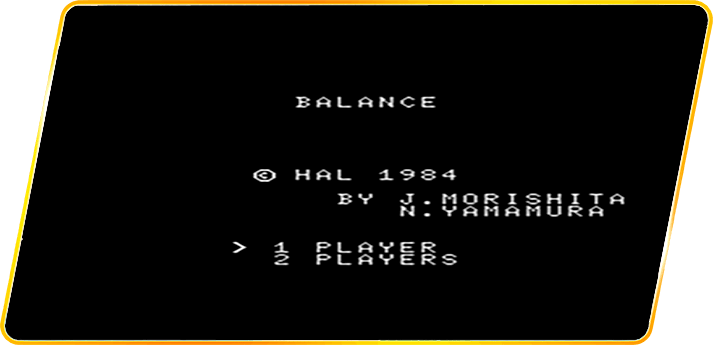 BALANCE
© HAL 1984
BY J.MORISHITA
N.YAMAMURA
> 1 PLAYER
2 PLAYERS